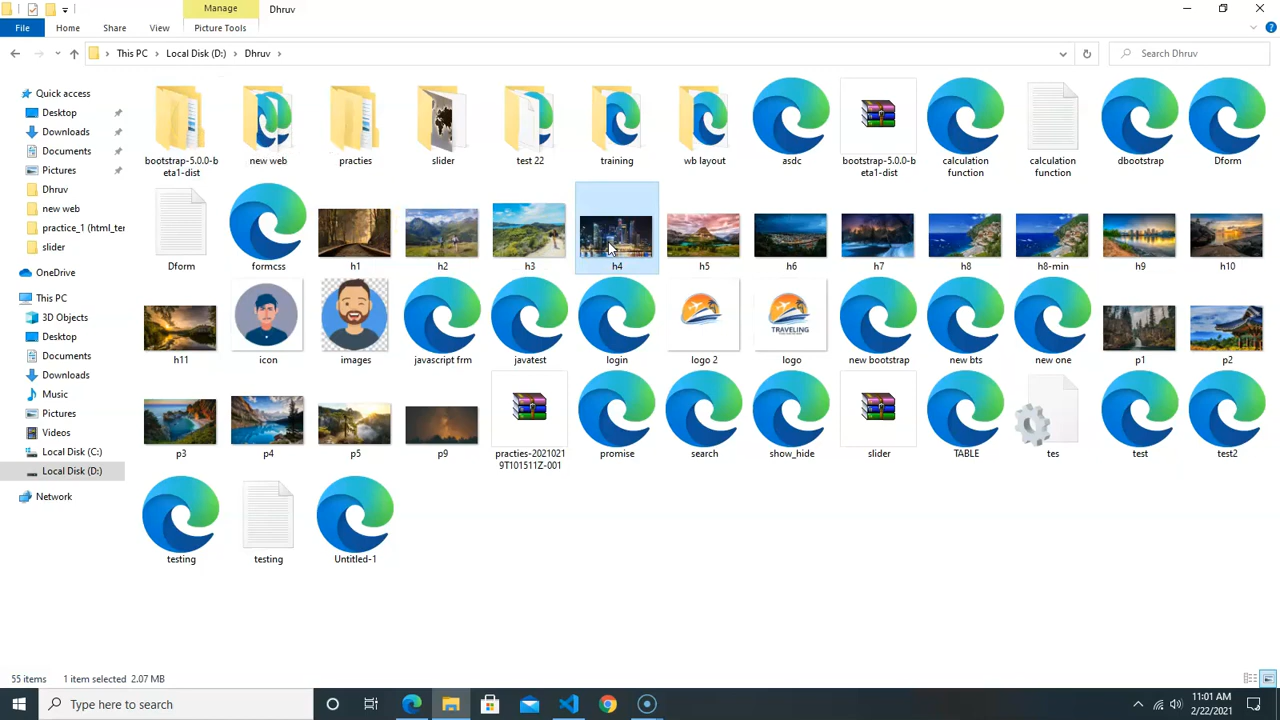 Manage
Dhruv
File
Home
Share
View
Picture Tools
This PC
Local Disk (D:)
Dhruv
Search Dhruv
Quick access
Desktop
Downloads
Documents
Pictures
Dhruv
new web
practice_1 (html_ter
slider
OneDrive
This PC
3D Objects
Desktop
Documents
Downloads
Music
Pictures
Videos
Local Disk (C:)
Local Disk (D:)
Network
bootstrap-5.0.0-b
eta1-dist
new web
practies
slider
test 22
training
wb layout
asdc
bootstrap-5.0.0-b
eta1-dist
calculation
function
calculation
function
dbootstrap
Dform
Dform
formcss
h1
h2
h3
h4
h5
h6
h7
h8
h8-min
h9
h10
h11
icon
images
javascript frm
javatest
login
logo 2
TRAVELING
logo
new bootstrap
new bts
new one
p1
p2
p3
p4
p5
p9
practies-2021021
9T101511Z-001
promise
search
show_hide
slider
TABLE
tes
test
test2
testing
testing
Untitled-1
55 items
1 item selected 2.07 MB
Type here to search
11:01 AM
2/22/2021